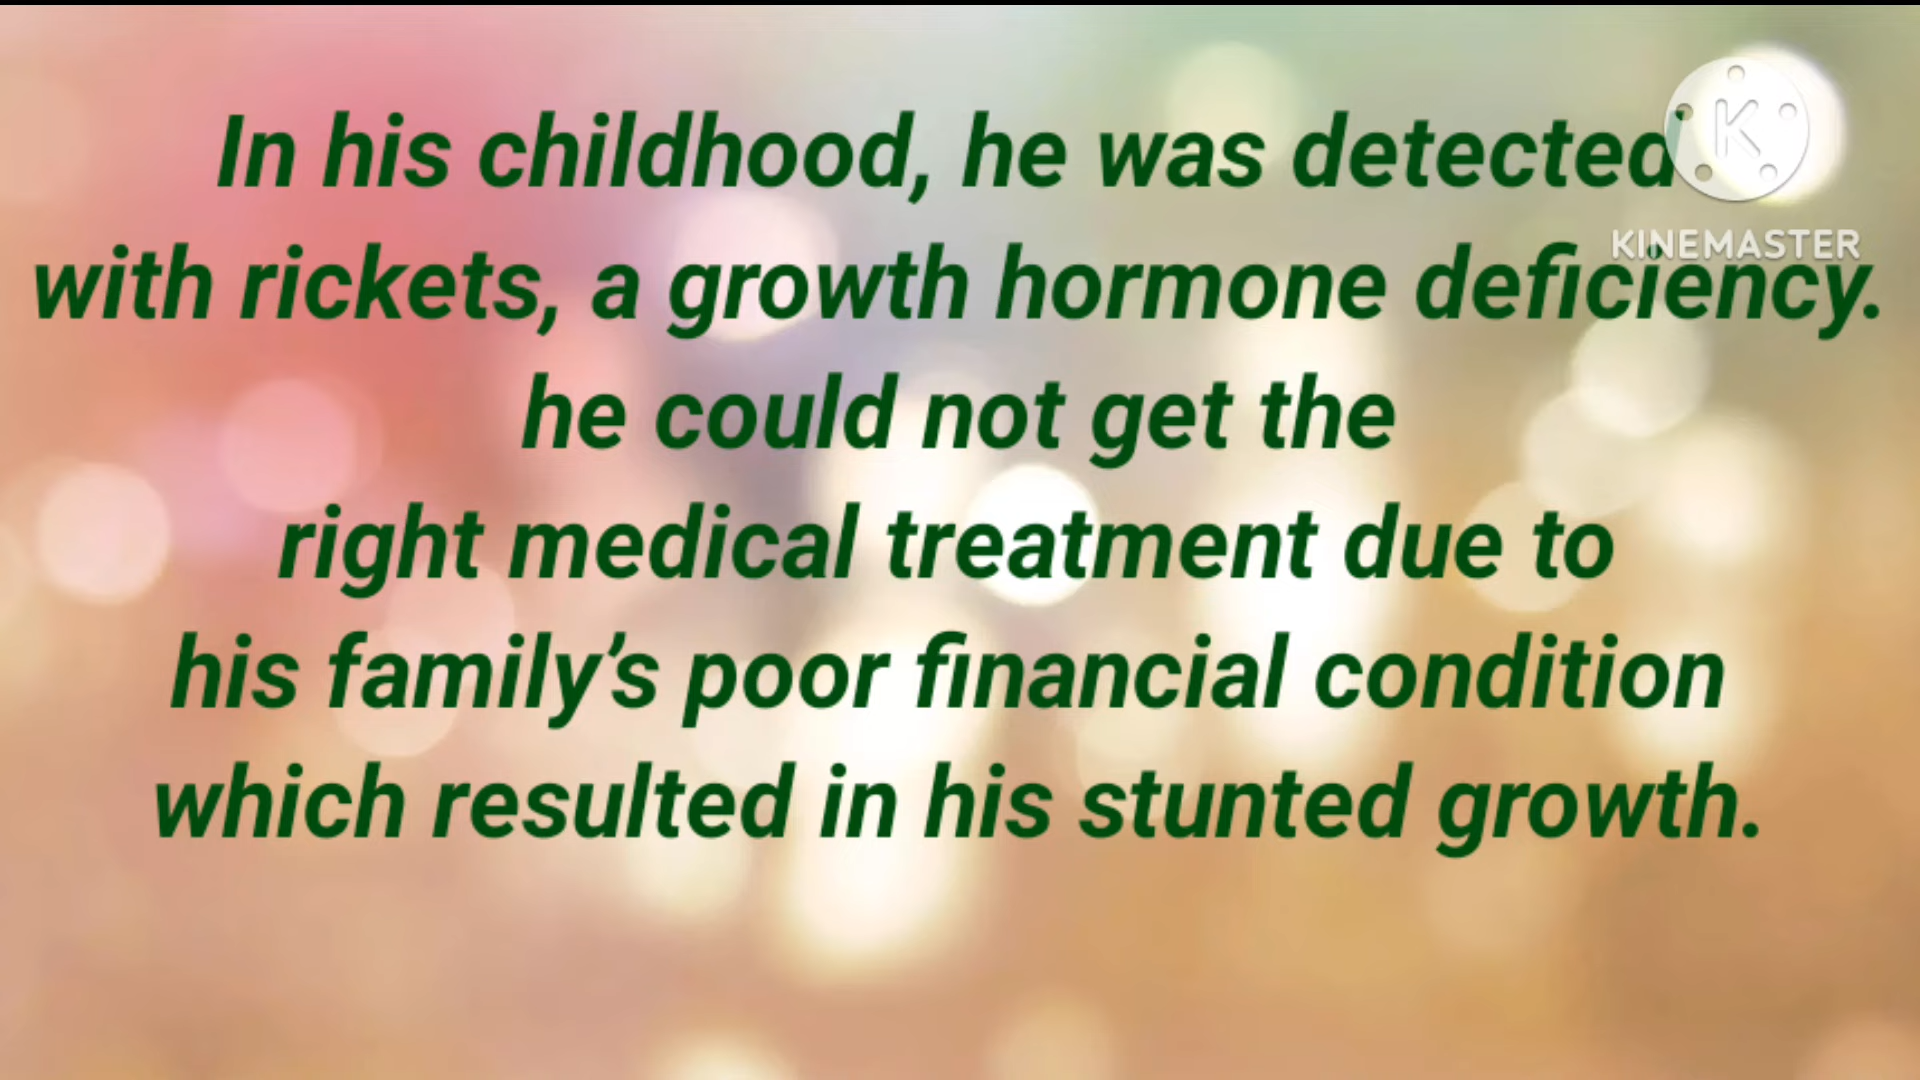 In his childhood, he was detected
K
KINEMASTER
with rickets, a growth hormone deficiency.
he could not get the
right medical treatment due to
his family’s poor financial condition
which resulted in his stunted growth.